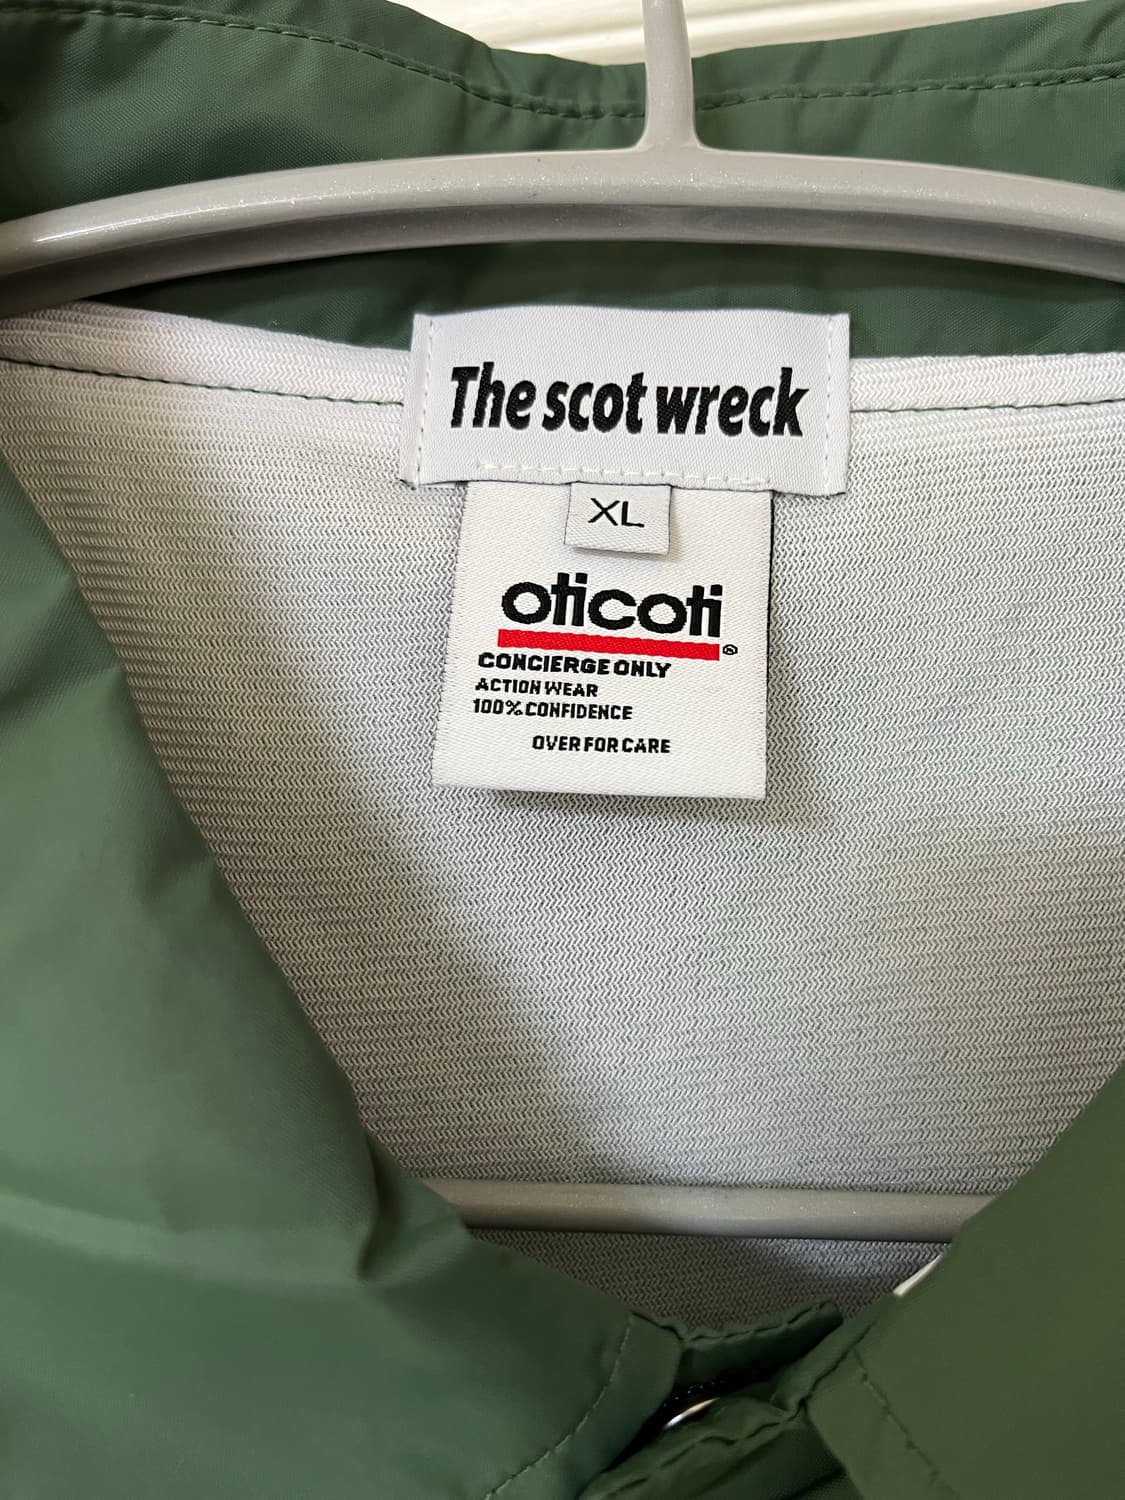 The scot wreck
XL
oticoti
®
CONCIERGE ONLY
ACTION WEAR
100% CONFIDENCE
OVER FOR CARE